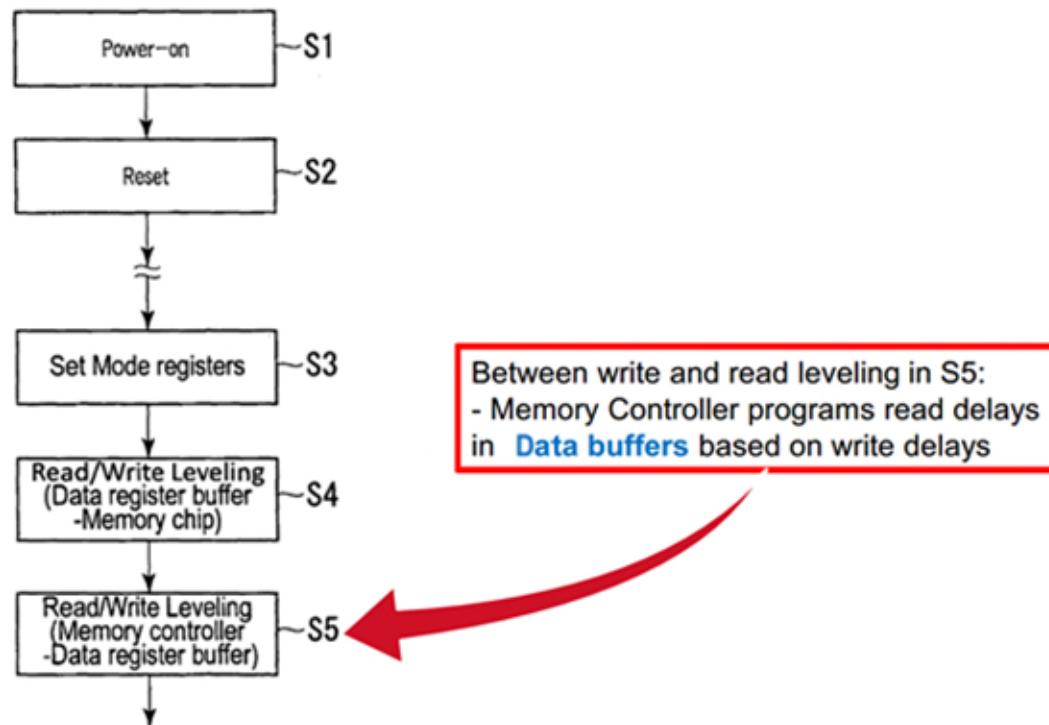 Power-on
~S1
Reset
~S2
Set Mode registers
~S3
Between write and read leveling in S5:
- Memory Controller programs read delays
in Data buffers based on write delays
Read/Write Leveling
(Data register buffer
-Memory chip)
~S4
Read/Write Leveling
(Memory controller
-Data register buffer)
~S5